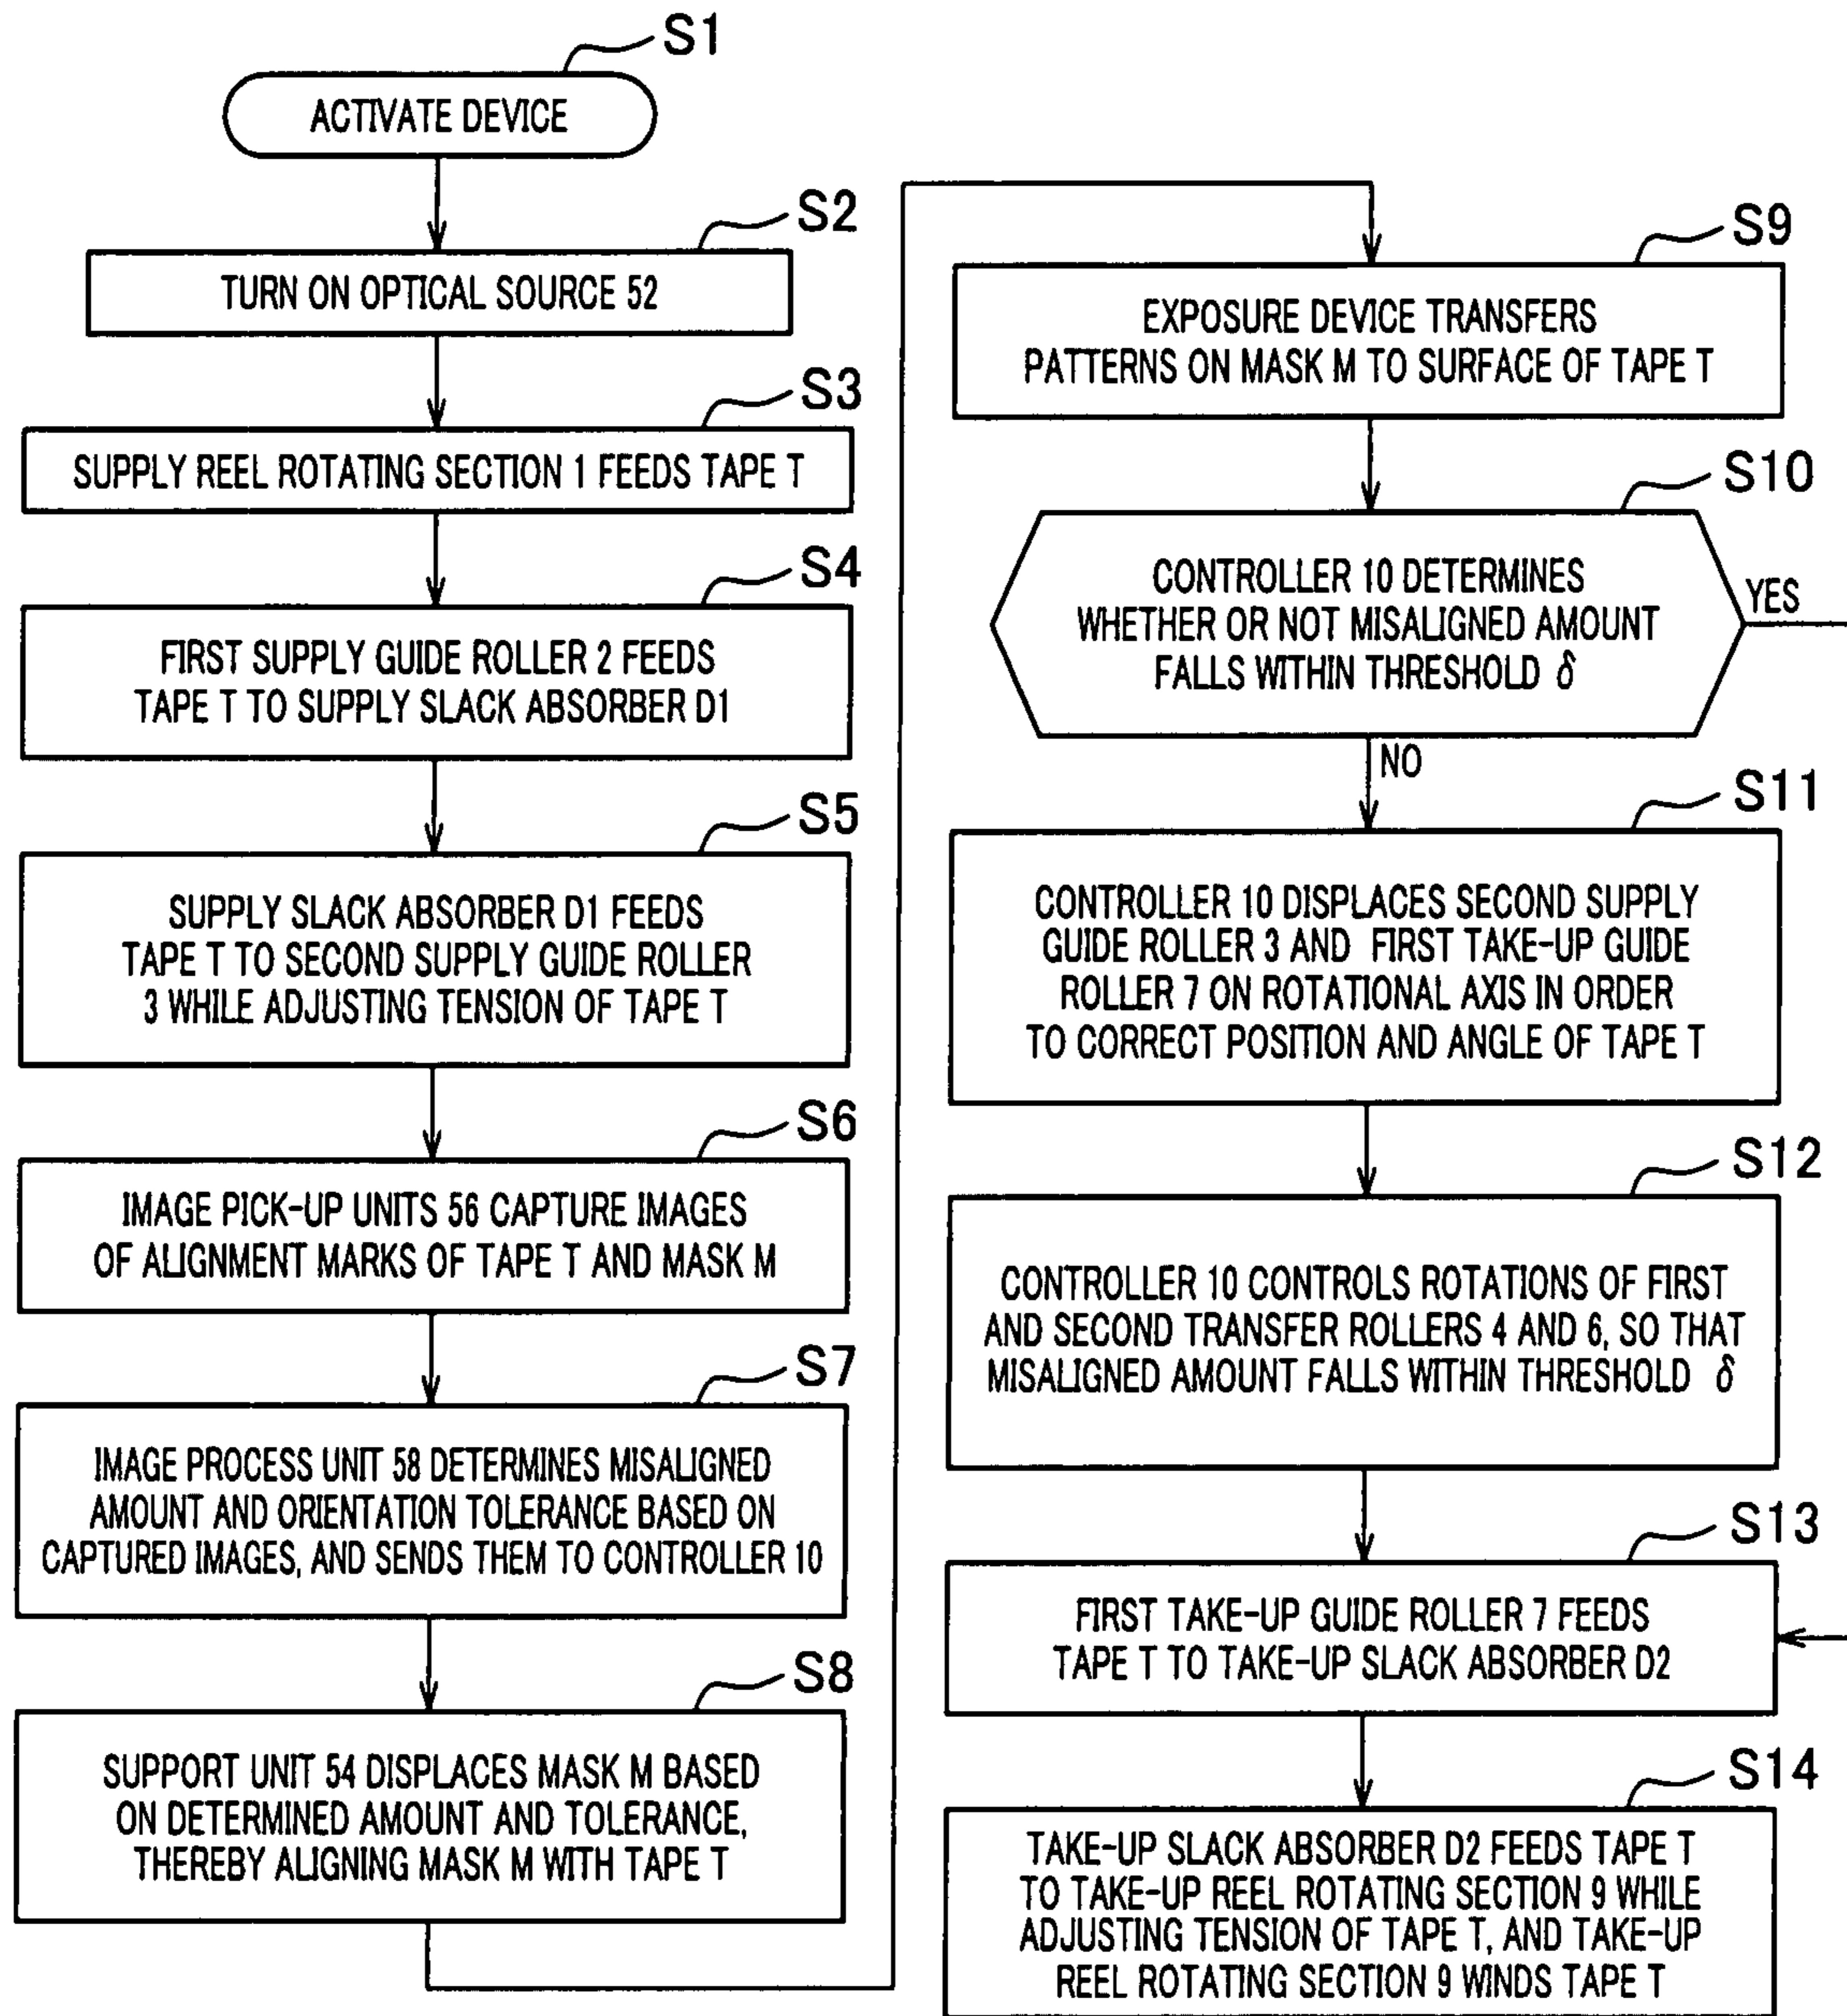 S1
ACTIVATE DEVICE
S2
TURN ON OPTICAL SOURCE 52
S3
SUPPLY REEL ROTATING SECTION 1 FEEDS TAPE T
S4
FIRST SUPPLY GUIDE ROLLER 2 FEEDS
TAPE T TO SUPPLY SLACK ABSORBER D1
S5
SUPPLY SLACK ABSORBER D1 FEEDS
TAPE T TO SECOND SUPPLY GUIDE ROLLER
3 WHILE ADJUSTING TENSION OF TAPE T
S6
IMAGE PICK-UP UNITS 56 CAPTURE IMAGES
OF ALIGNMENT MARKS OF TAPE T AND MASK M
S7
IMAGE PROCESS UNIT 58 DETERMINES MISALIGNED
AMOUNT AND ORIENTATION TOLERANCE BASED ON
CAPTURED IMAGES, AND SENDS THEM TO CONTROLLER 10
S8
SUPPORT UNIT 54 DISPLACES MASK M BASED
ON DETERMINED AMOUNT AND TOLERANCE,
THEREBY ALIGNING MASK M WITH TAPE T
S9
EXPOSURE DEVICE TRANSFERS
PATTERNS ON MASK M TO SURFACE OF TAPE T
S10
CONTROLLER 10 DETERMINES
WHETHER OR NOT MISALIGNED AMOUNT
FALLS WITHIN THRESHOLD δ
YES
NO
S11
CONTROLLER 10 DISPLACES SECOND SUPPLY
GUIDE ROLLER 3 AND FIRST TAKE-UP GUIDE
ROLLER 7 ON ROTATIONAL AXIS IN ORDER
TO CORRECT POSITION AND ANGLE OF TAPE T
S12
CONTROLLER 10 CONTROLS ROTATIONS OF FIRST
AND SECOND TRANSFER ROLLERS 4 AND 6, SO THAT
MISALIGNED AMOUNT FALLS WITHIN THRESHOLD δ
S13
FIRST TAKE-UP GUIDE ROLLER 7 FEEDS
TAPE T TO TAKE-UP SLACK ABSORBER D2
S14
TAKE-UP SLACK ABSORBER D2 FEEDS TAPE T
TO TAKE-UP REEL ROTATING SECTION 9 WHILE
ADJUSTING TENSION OF TAPE T, AND TAKE-UP
REEL ROTATING SECTION 9 WINDS TAPE T